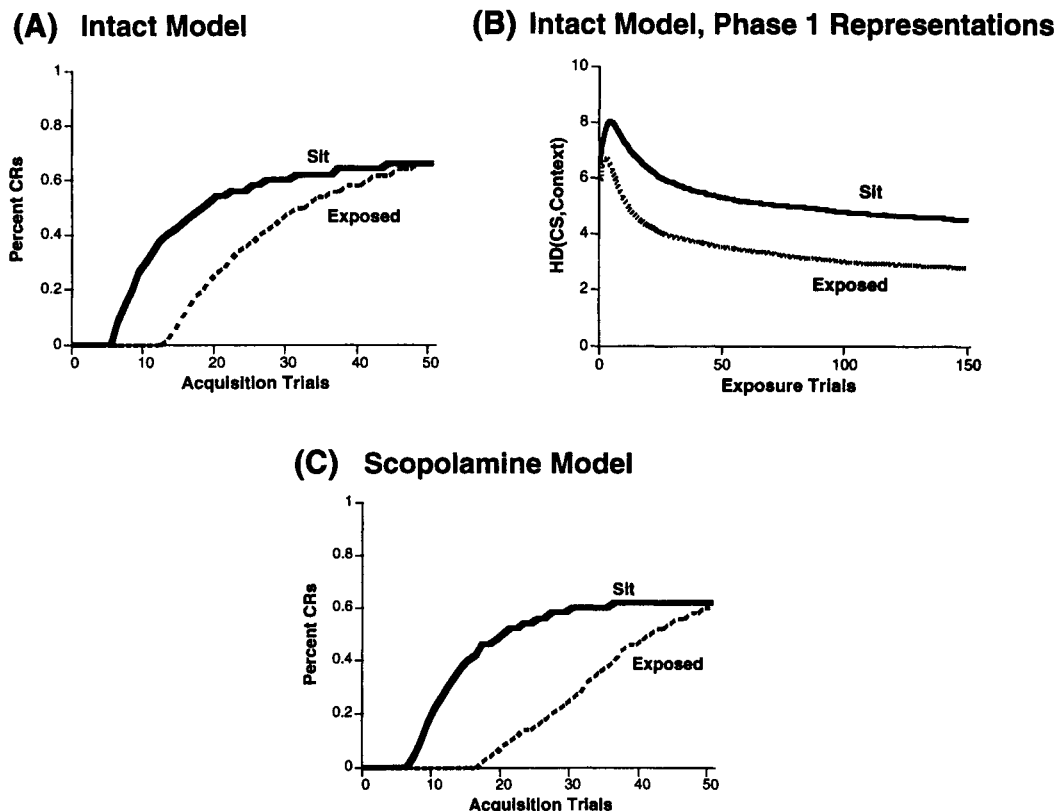 (A) Intact Model
Percent CRs
1
0.8
0.6
0.4
0.2
0
Sit
Exposed
0 10 20 30 40 50
Acquisition Trials
(B) Intact Model, Phase 1 Representations
HD(CS,Context)
10
8
6
4
2
0
Sit
Exposed
0 50 100 150
Exposure Trials
(C) Scopolamine Model
Percent CRs
1
0.8
0.6
0.4
0.2
0
Sit
Exposed
0 10 20 30 40 50
Acquisition Trials